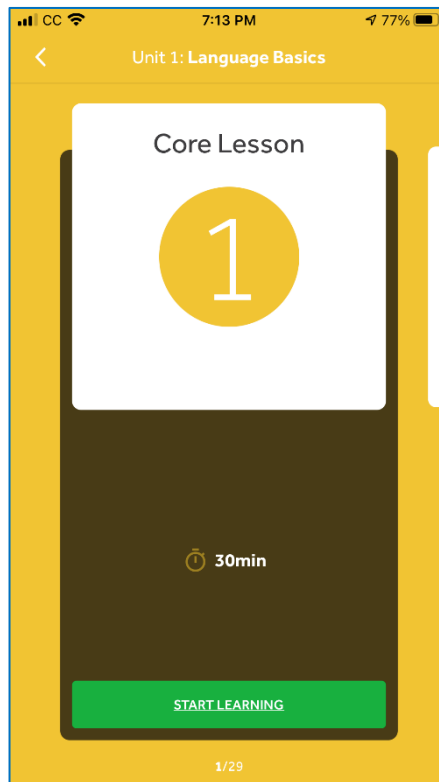 CC 7:13 PM 77%
Unit 1: Language Basics
Core Lesson
1
30min
START LEARNING
1/29